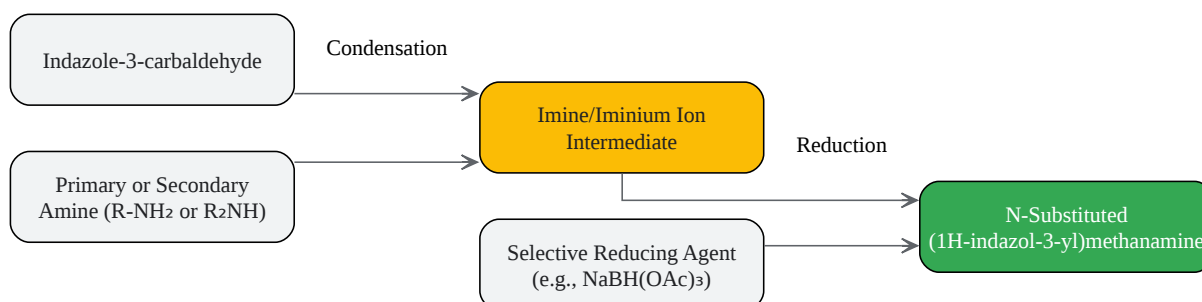 Indazole-3-carbaldehyde
Condensation
Primary or Secondary
Amine (R-NH₂ or R₂NH)
Imine/Iminium Ion
Intermediate
Reduction
Selective Reducing Agent
(e.g., NaBH(OAc)₃)
N-Substituted
(1H-indazol-3-yl)methanamine